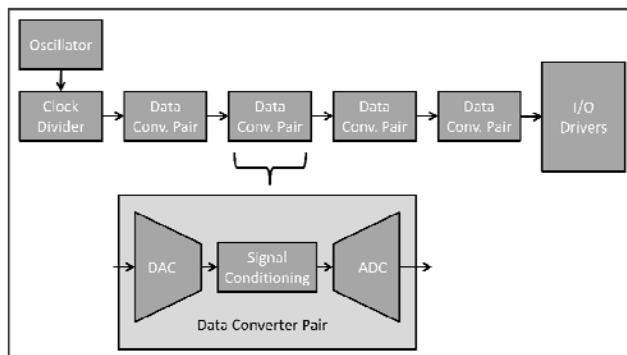 Oscillator
Clock
Divider
Data
Conv. Pair
Data
Conv. Pair
Data
Conv. Pair
Data
Conv. Pair
I/O
Drivers
DAC
Signal
Conditioning
ADC
Data Converter Pair